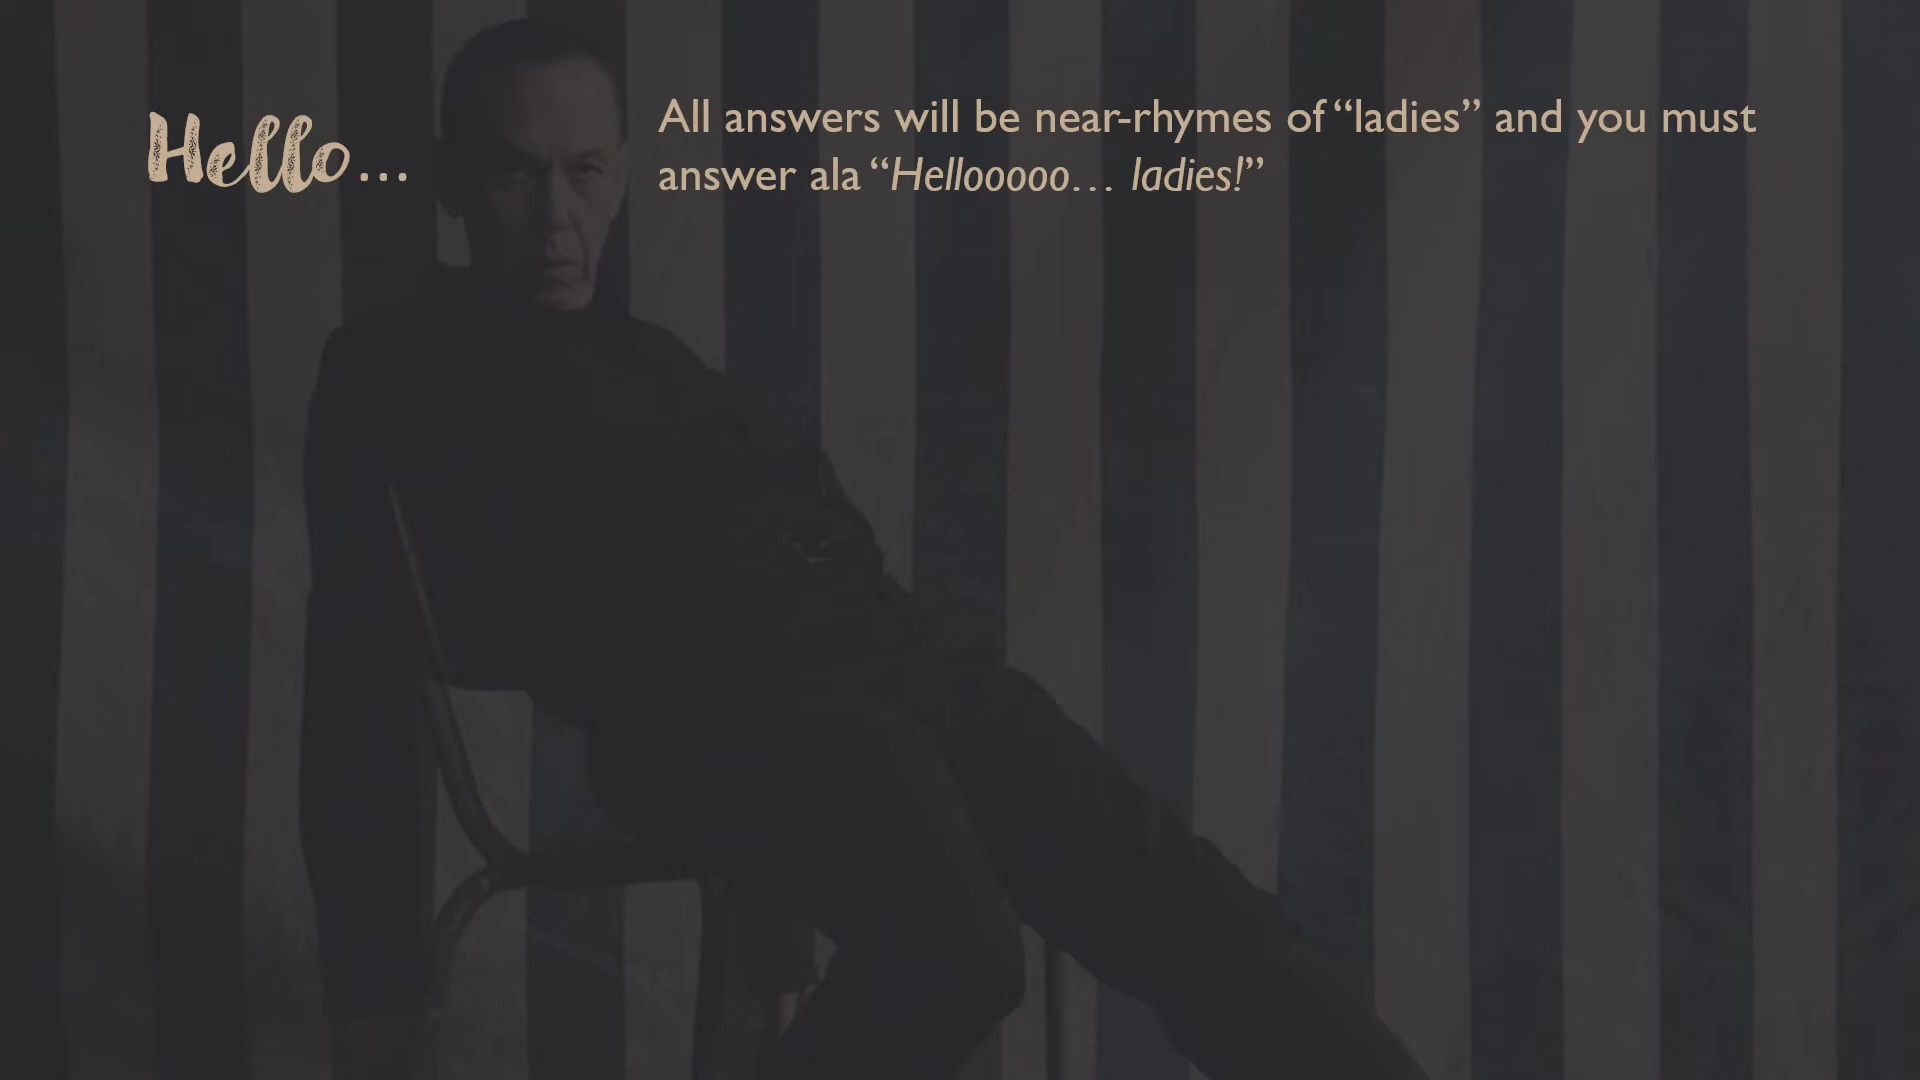 Hello...
All answers will be near-rhymes of “ladies” and you must
answer ala “Hellooooo... ladies!”